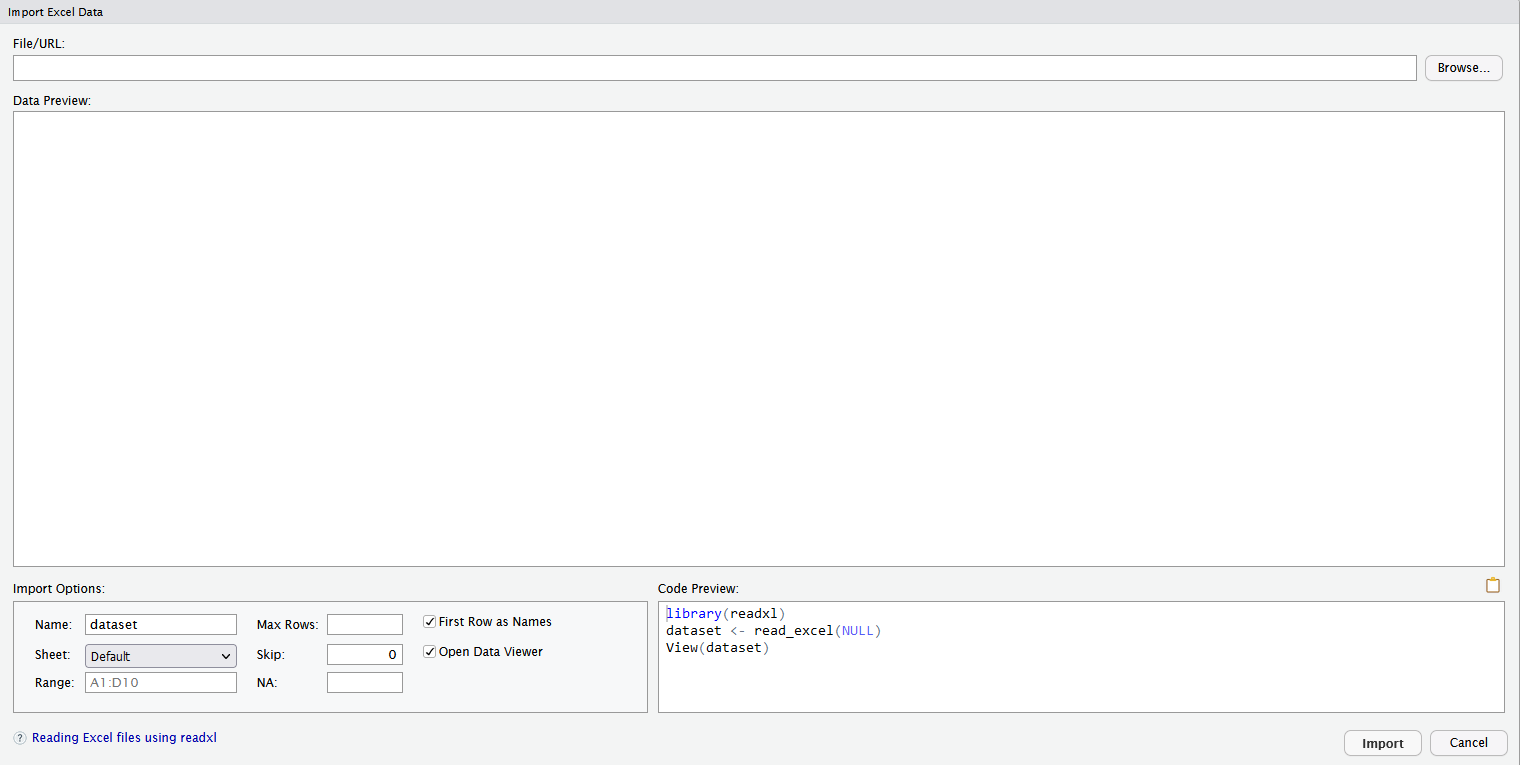 Import Excel Data
File/URL:
Browse...
Data Preview:
Import Options:
Name: dataset
Max Rows:
First Row as Names
Sheet: Default
Skip: 0
Open Data Viewer
Range: A1:D10
NA:
Code Preview:
library(readxl)
dataset <- read_excel(NULL)
View(dataset)
? Reading Excel files using readxl
Import
Cancel